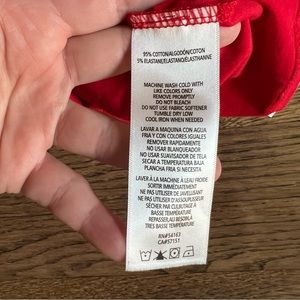 95% COTTON/ALGODÓN/COTON
5% ELASTANE/ELASTANO/ÉLASTHANNE
MACHINE WASH COLD WITH
LIKE COLORS ONLY
REMOVE PROMPTLY
DO NOT BLEACH
DO NOT USE FABRIC SOFTENER
TUMBLE DRY LOW
COOL IRON WHEN NEEDED
LAVAR A MAQUINA CON AGUA
FRIA Y CON COLORES IGUALES
REMOVER RAPIDAMENTE
NO USAR BLANQUEADOR
NO USAR SUAVISADOR DE TELA
SECAR A TEMPERATURA BAJA
PLANCHA FRIA SI NECESITA
LAVER À LA MACHINE À L'EAU FROIDE
SORTIR IMMÉDIATEMENT
NE PAS UTILISER DE JAVELLISANT
NE PAS UTILISER D'ASSOUPLISSEUR
SÉCHER PAR CULBUTAGE À
BASSE TEMPÉRATURE
REPASSER AU BESOIN À
TRES BASSE TEMPÉRATURE
RN#54163
CA#57151